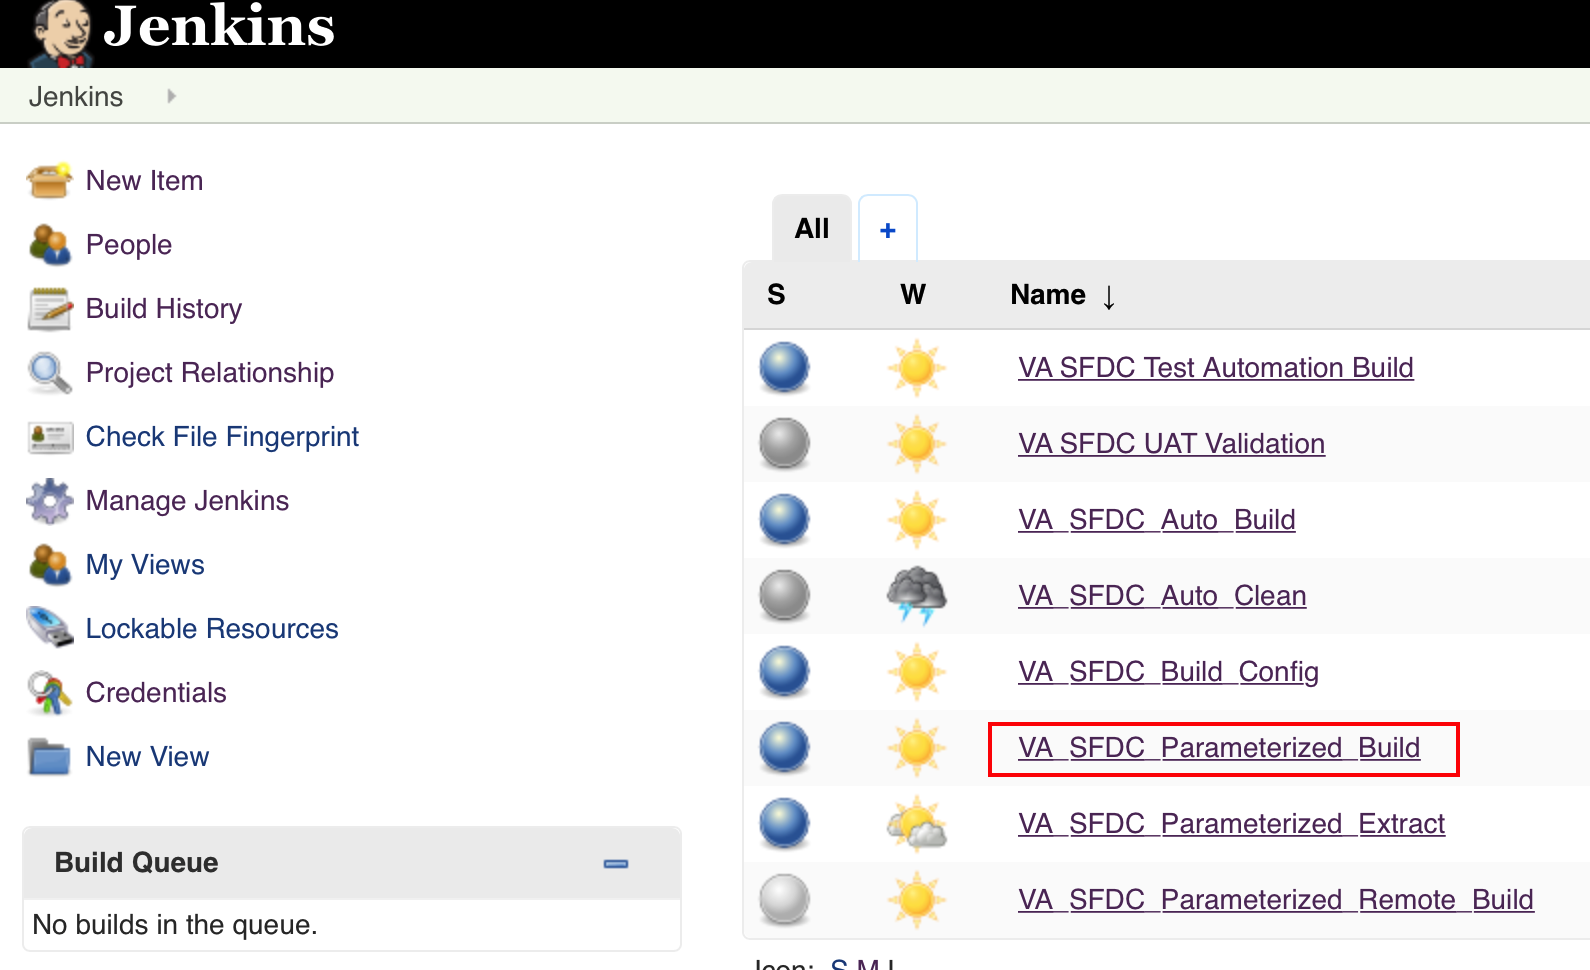 Jenkins
Jenkins
New Item
People
Build History
Project Relationship
Check File Fingerprint
Manage Jenkins
My Views
Lockable Resources
Credentials
New View
Build Queue
No builds in the queue.
All +
S W Name ↓
VA SFDC Test Automation Build
VA SFDC UAT Validation
VA_SFDC_Auto_Build
VA_SFDC_Auto_Clean
VA_SFDC_Build_Config
VA_SFDC_Parameterized_Build
VA_SFDC_Parameterized_Extract
VA_SFDC_Parameterized_Remote_Build
Icon: S M L